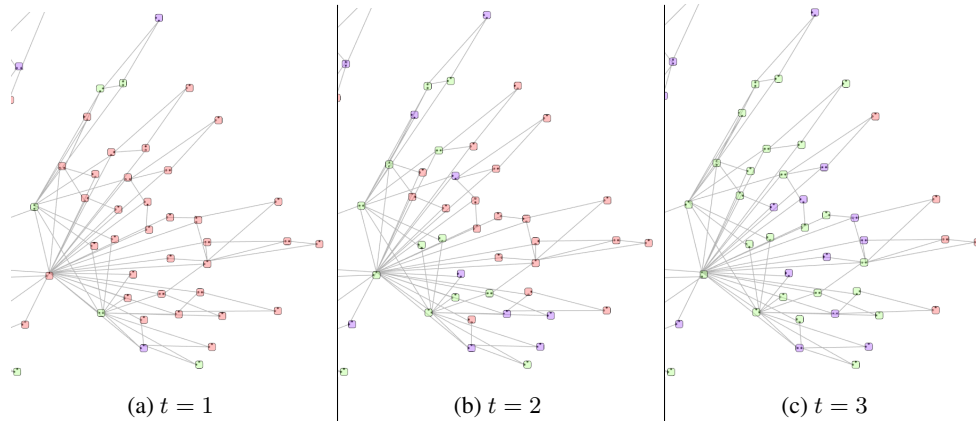 (a) t = 1
(b) t = 2
(c) t = 3